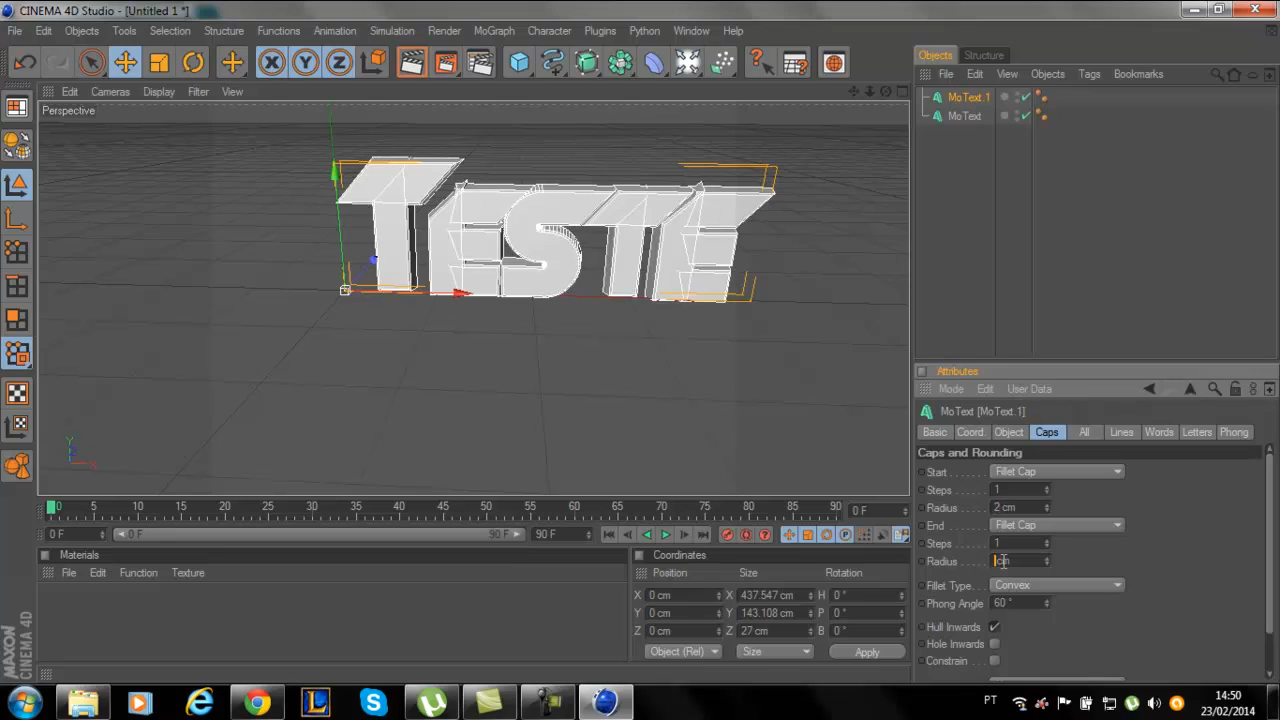 CINEMA 4D Studio - [Untitled 1 *]
File Edit Objects Tools Selection Structure Functions Animation Simulation Render MoGraph Character Plugins Python Window Help
Objects Structure
File Edit View Objects Tags Bookmarks
MoText.1
MoText
Edit Cameras Display Filter View
Perspective
TESTE
Y
Z
X
Attributes
Mode Edit User Data
MoText [MoText.1]
Basic Coord. Object Caps All Lines Words Letters Phong
Caps and Rounding
Start Fillet Cap
Steps 1
Radius 2 cm
End Fillet Cap
Steps 1
Radius cm
Fillet Type Convex
Phong Angle 60 °
Hull Inwards
Hole Inwards
Constrain
0 5 10 15 20 25 30 35 40 45 50 55 60 65 70 75 80 85 90 0 F
0 F 0 F 90 F 90 F
Materials
File Edit Function Texture
Coordinates
Position Size Rotation
X 0 cm X 437.547 cm H 0 °
Y 0 cm Y 143.108 cm P 0 °
Z 0 cm Z 27 cm B 0 °
Object (Rel) Size Apply
MAXON CINEMA 4D
PT
14:50
23/02/2014